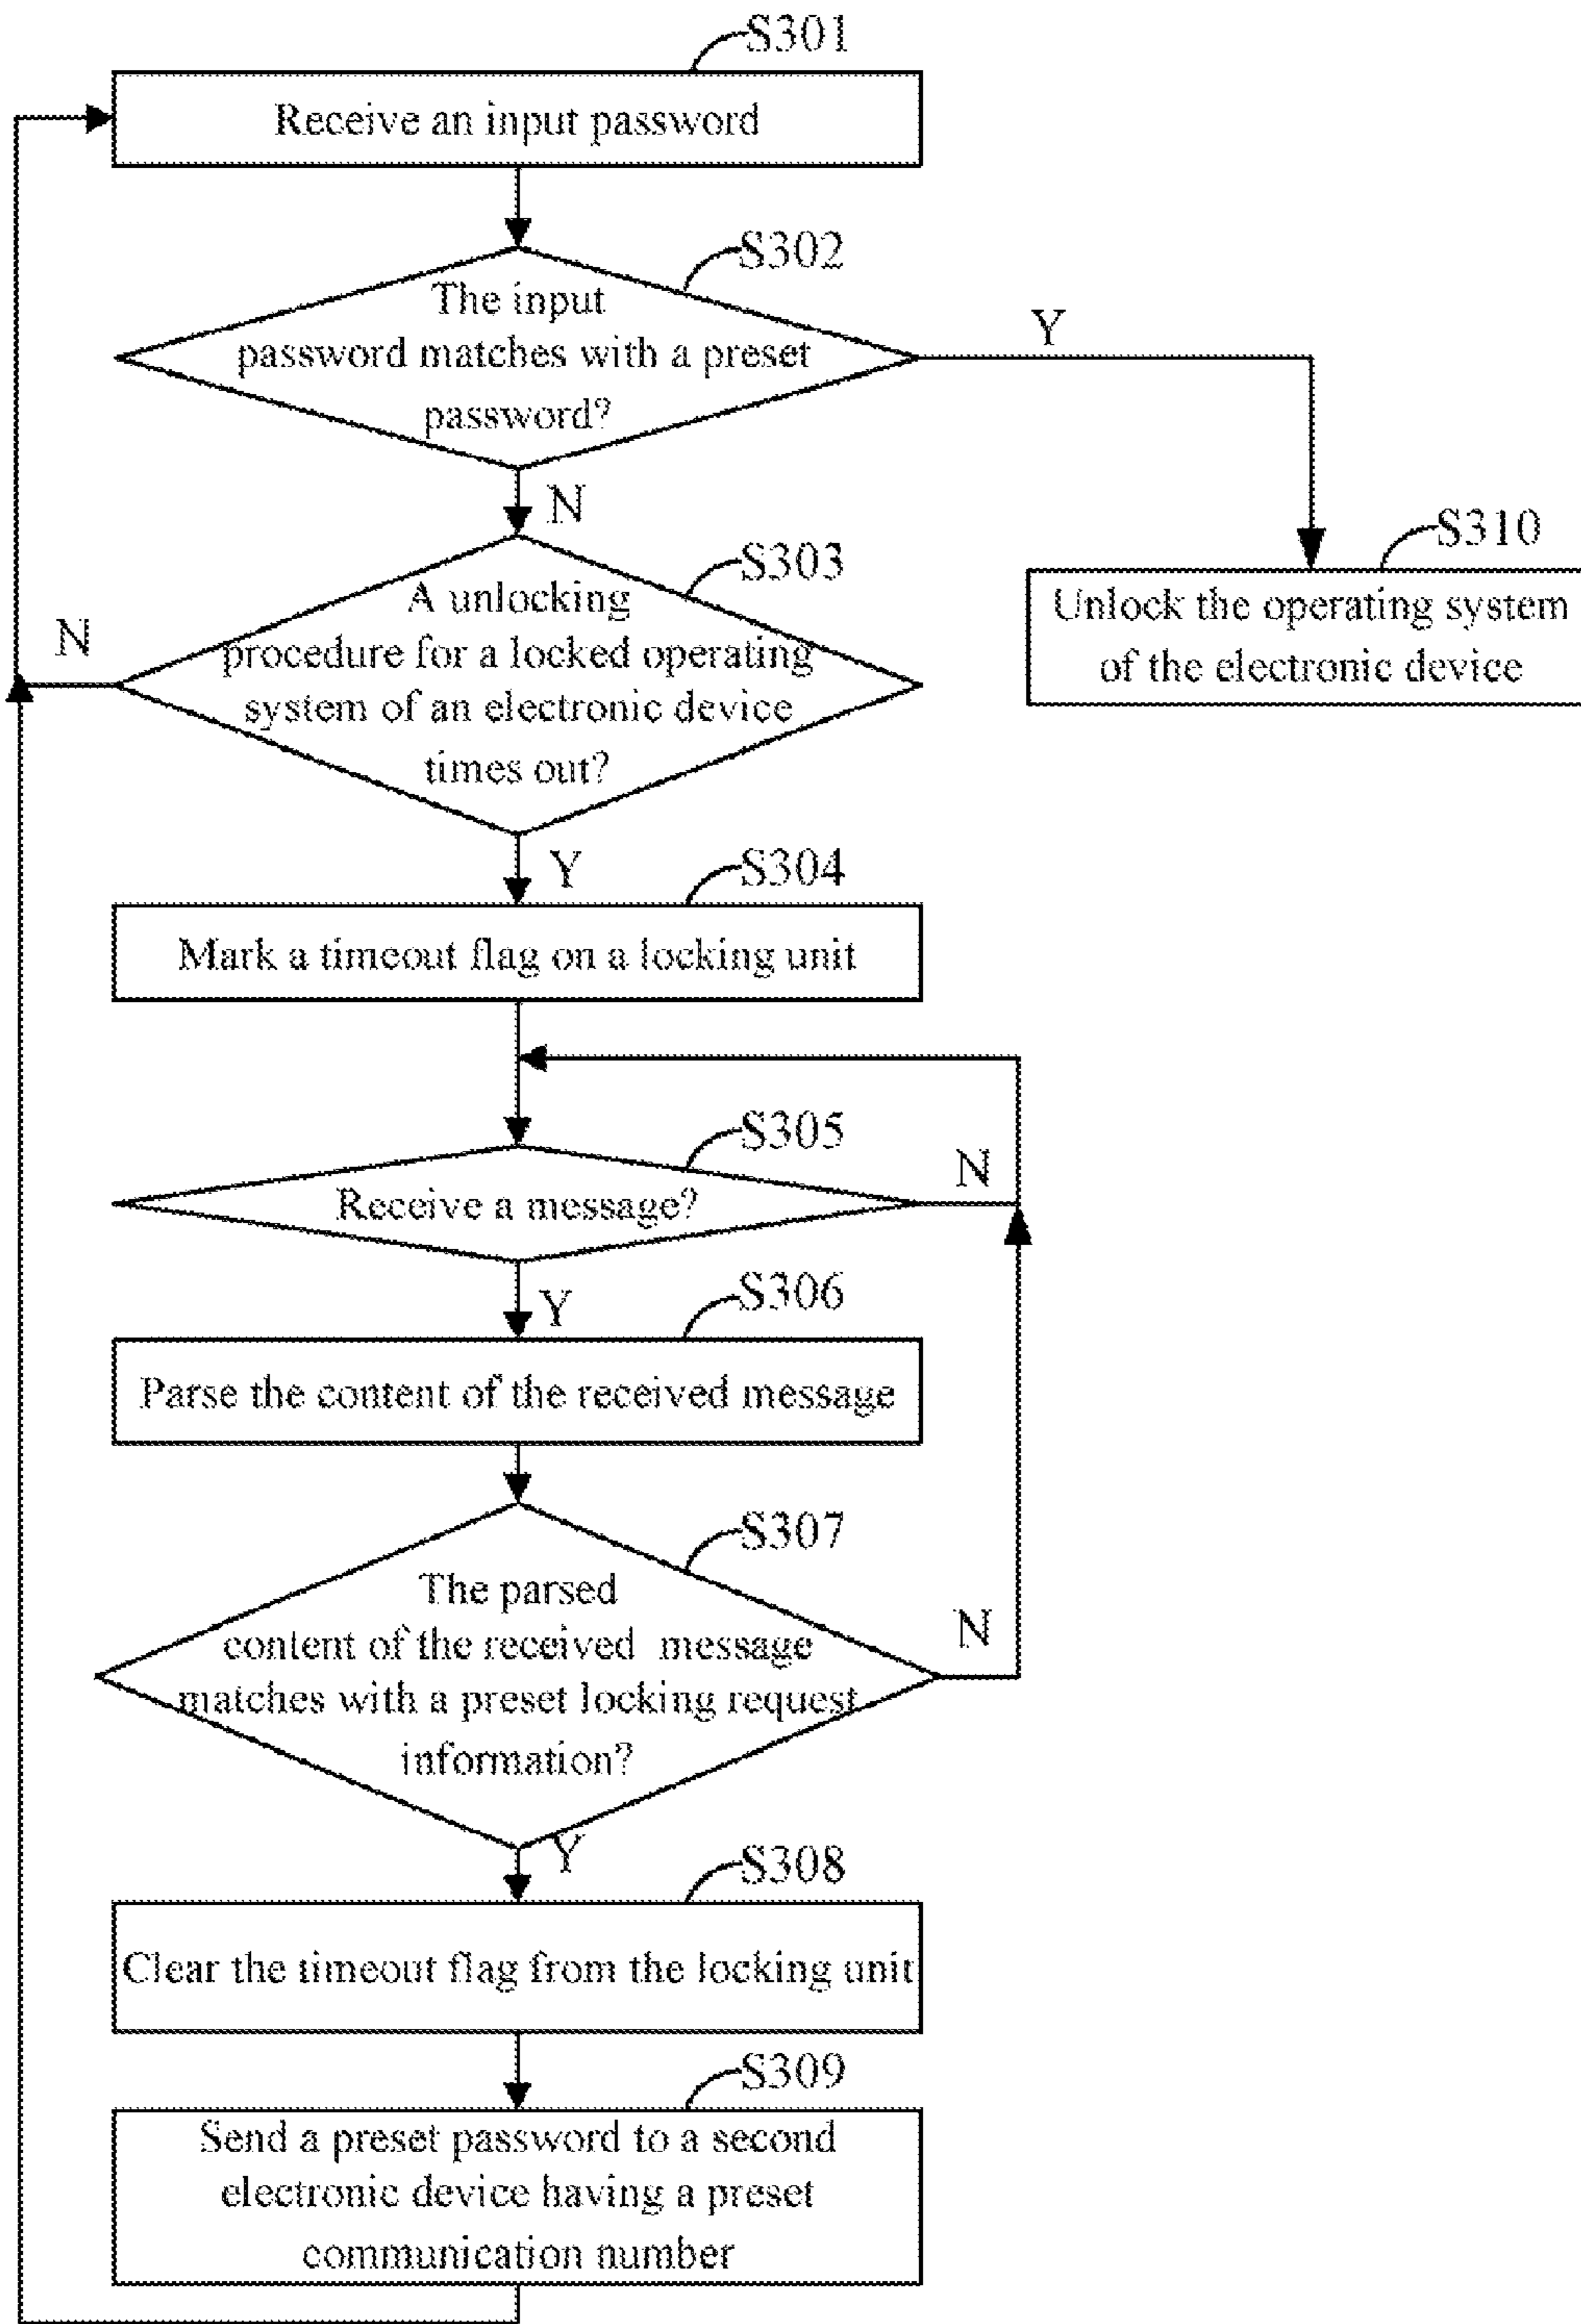 S301
Receive an input password
S302
The input
password matches with a preset
password?
Y
N
S303
A unlocking
procedure for a locked operating
system of an electronic device
times out?
N
S310
Unlock the operating system
of the electronic device
Y
S304
Mark a timeout flag on a locking unit
S305
Receive a message?
N
Y
S306
Parse the content of the received message
S307
The parsed
content of the received message
matches with a preset locking request
information?
N
Y
S308
Clear the timeout flag from the locking unit
S309
Send a preset password to a second
electronic device having a preset
communication number